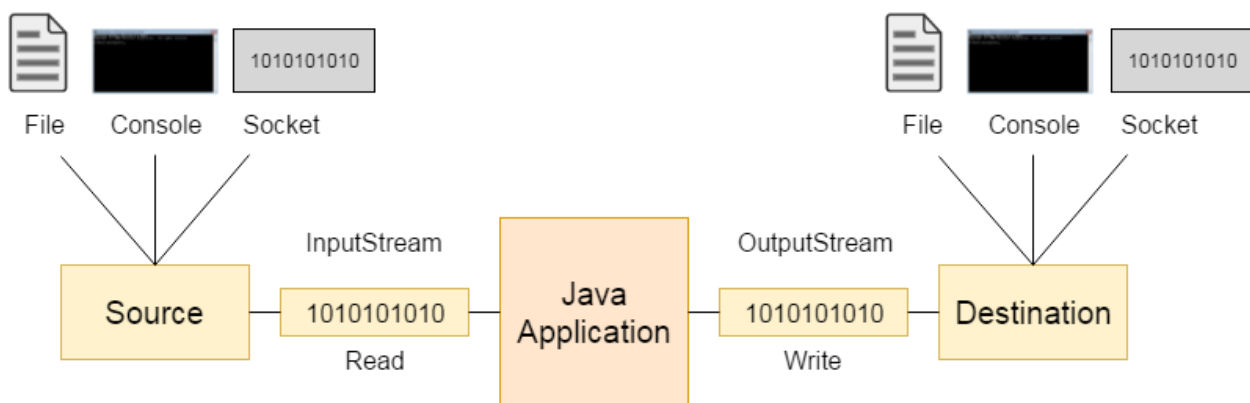 1010101010
1010101010
File Console Socket
File Console Socket
InputStream
OutputStream
Source
1010101010
Java
Application
1010101010
Destination
Read
Write